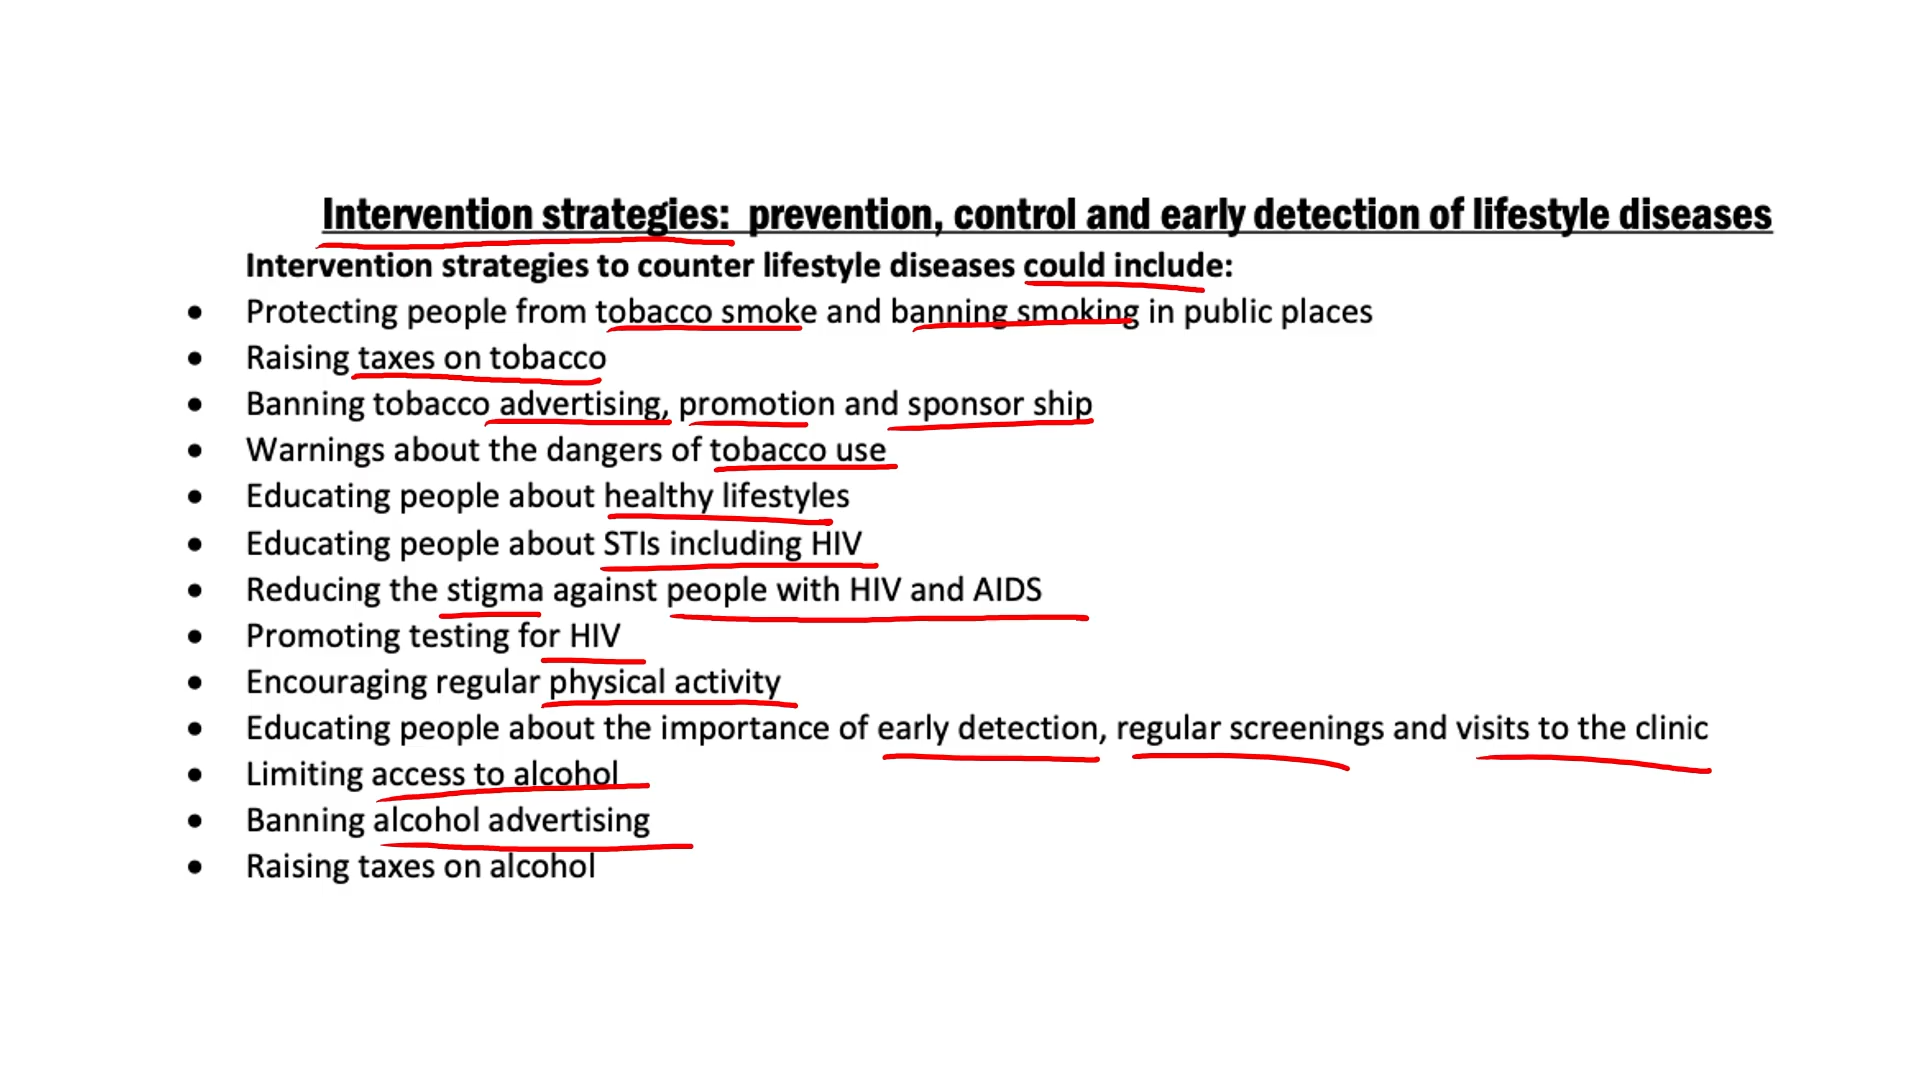 Intervention strategies:  prevention, control and early detection of lifestyle diseases
Intervention strategies to counter lifestyle diseases could include:
• Protecting people from tobacco smoke and banning smoking in public places
• Raising taxes on tobacco
• Banning tobacco advertising, promotion and sponsor ship
• Warnings about the dangers of tobacco use
• Educating people about healthy lifestyles
• Educating people about STIs including HIV
• Reducing the stigma against people with HIV and AIDS
• Promoting testing for HIV
• Encouraging regular physical activity
• Educating people about the importance of early detection, regular screenings and visits to the clinic
• Limiting access to alcohol
• Banning alcohol advertising
• Raising taxes on alcohol